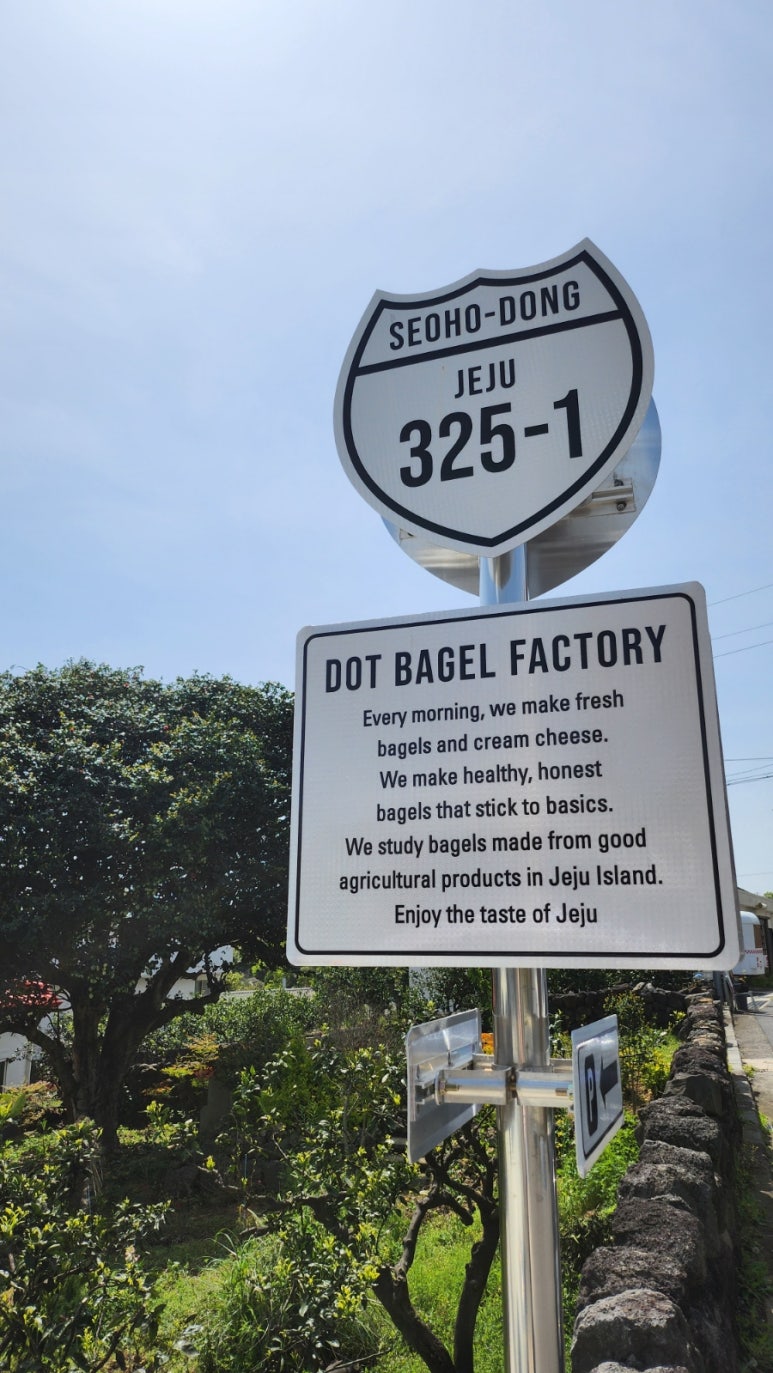 SEOHO-DONG
JEJU
325-1
DOT BAGEL FACTORY
Every morning, we make fresh
bagels and cream cheese.
We make healthy, honest
bagels that stick to basics.
We study bagels made from good
agricultural products in Jeju Island.
Enjoy the taste of Jeju
P